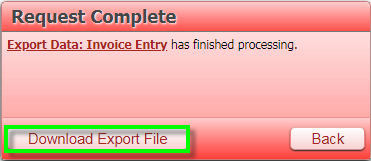 Request Complete
Export Data: Invoice Entry has finished processing.
Download Export File
Back